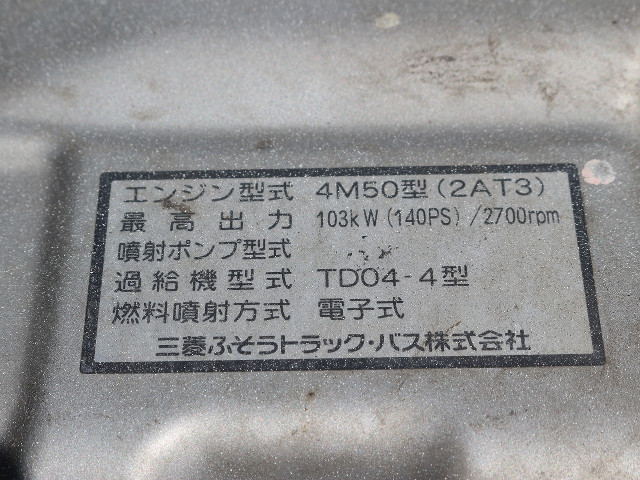 エンジン型式 4M50型(2AT3)
最高出力 103kW(140PS)/2700rpm
噴射ポンプ型式
過給機型式 TD04-4型
燃料噴射方式 電子式
三菱ふそうトラック・バス株式会社